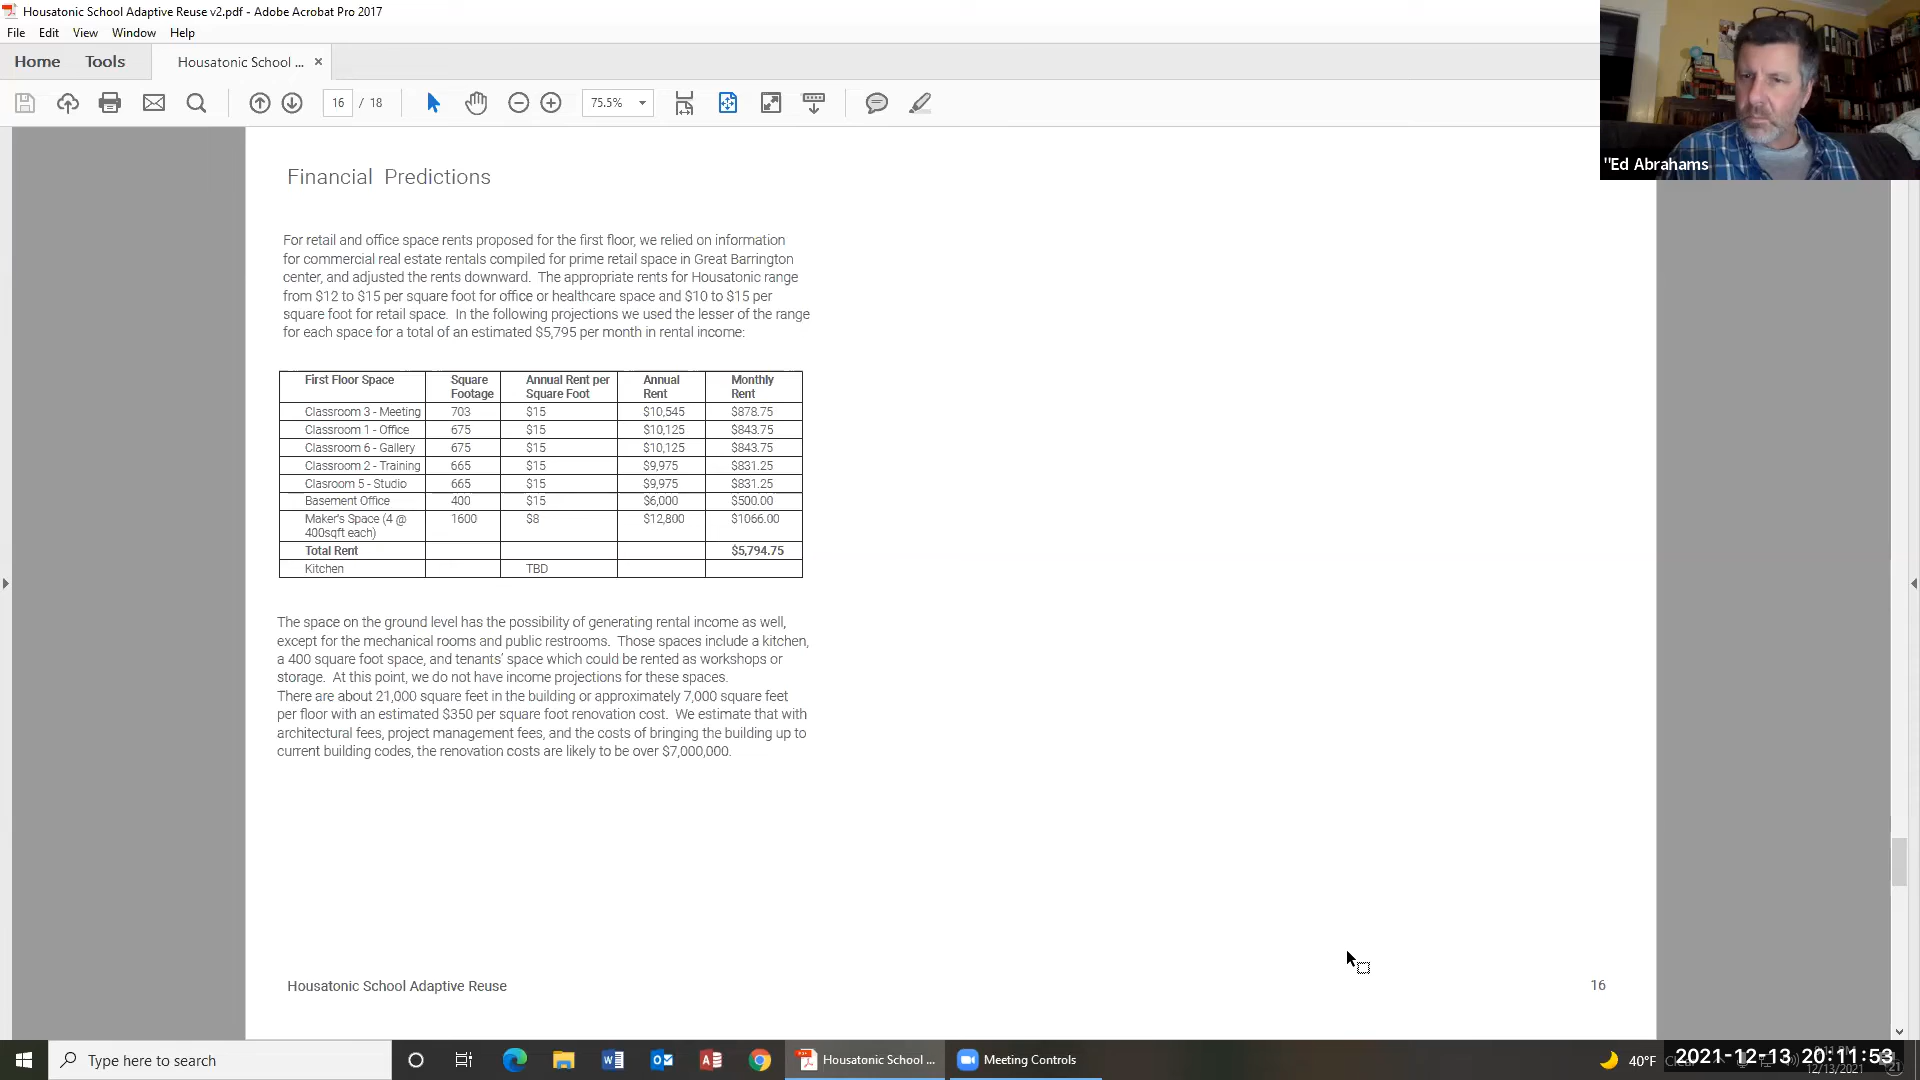 Housatonic School Adaptive Reuse v2.pdf - Adobe Acrobat Pro 2017
File Edit View Window Help
Home Tools Housatonic School ... ×
16 / 18 75.5%
"Ed Abrahams
Financial Predictions
For retail and office space rents proposed for the first floor, we relied on information
for commercial real estate rentals compiled for prime retail space in Great Barrington
center, and adjusted the rents downward. The appropriate rents for Housatonic range
from $12 to $15 per square foot for office or healthcare space and $10 to $15 per
square foot for retail space. In the following projections we used the lesser of the range
for each space for a total of an estimated $5,795 per month in rental income:
First Floor Space Square Footage Annual Rent per Square Foot Annual Rent Monthly Rent
Classroom 3 - Meeting 703 $15 $10,545 $878.75
Classroom 1 - Office 675 $15 $10,125 $843.75
Classroom 6 - Gallery 675 $15 $10,125 $843.75
Classroom 2 - Training 665 $15 $9,975 $831.25
Clasroom 5 - Studio 665 $15 $9,975 $831.25
Basement Office 400 $15 $6,000 $500.00
Maker's Space (4 @ 400sqft each) 1600 $8 $12,800 $1066.00
Total Rent $5,794.75
Kitchen TBD
The space on the ground level has the possibility of generating rental income as well,
except for the mechanical rooms and public restrooms. Those spaces include a kitchen,
a 400 square foot space, and tenants' space which could be rented as workshops or
storage. At this point, we do not have income projections for these spaces.
There are about 21,000 square feet in the building or approximately 7,000 square feet
per floor with an estimated $350 per square foot renovation cost. We estimate that with
architectural fees, project management fees, and the costs of bringing the building up to
current building codes, the renovation costs are likely to be over $7,000,000.
Housatonic School Adaptive Reuse 16
Type here to search Housatonic School ... Meeting Controls 40°F Clear 2021-12-13 20:11:53
12/13/2021